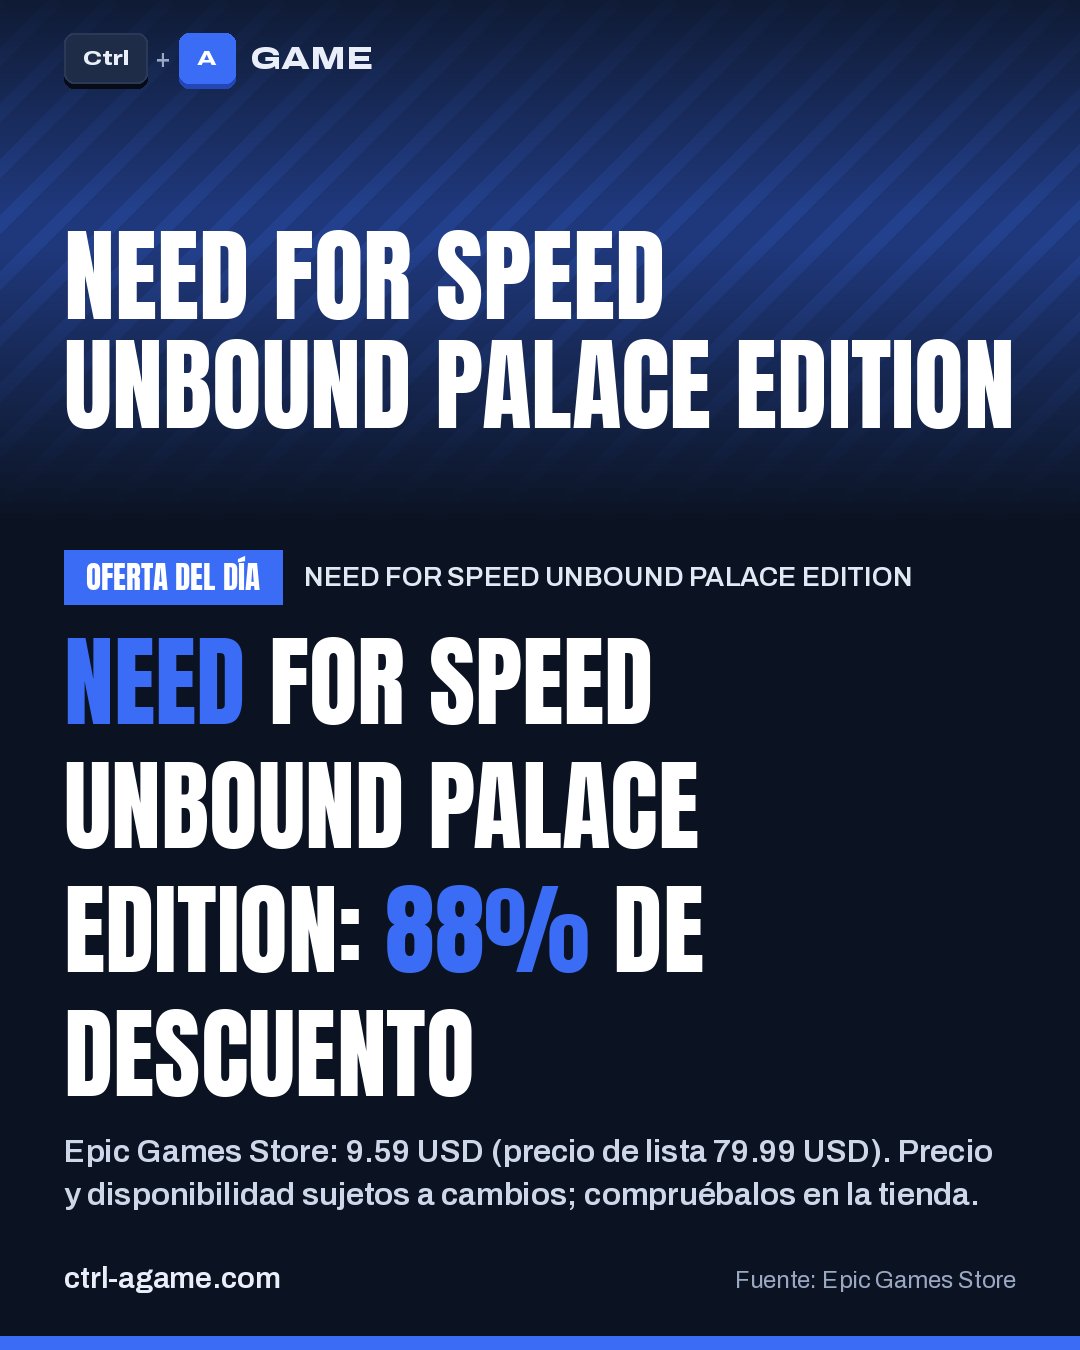 Ctrl + A GAME
NEED FOR SPEED
UNBOUND PALACE EDITION
OFERTA DEL DÍA NEED FOR SPEED UNBOUND PALACE EDITION
NEED FOR SPEED
UNBOUND PALACE
EDITION: 88% DE
DESCUENTO
Epic Games Store: 9.59 USD (precio de lista 79.99 USD). Precio
y disponibilidad sujetos a cambios; compruébalos en la tienda.
ctrl-agame.com Fuente: Epic Games Store